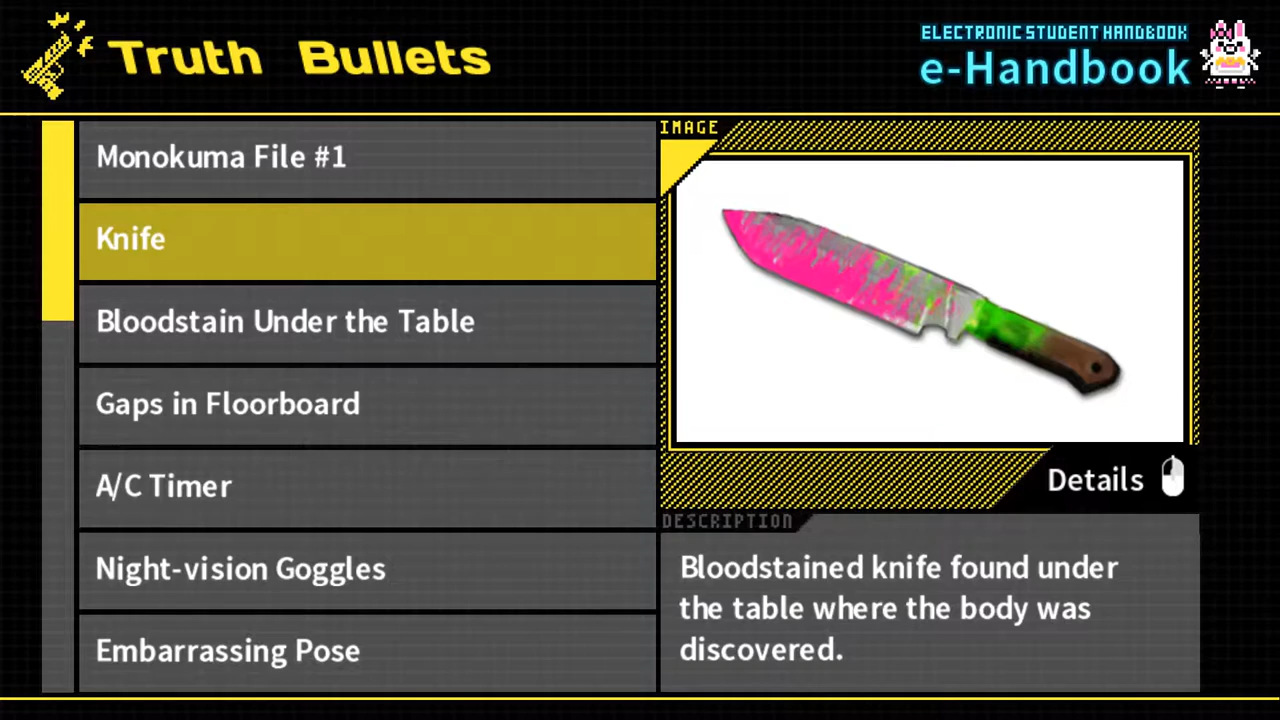 Truth Bullets
ELECTRONIC STUDENT HANDBOOK
e-Handbook
Monokuma File #1
Knife
Bloodstain Under the Table
Gaps in Floorboard
A/C Timer
Night-vision Goggles
Embarrassing Pose
IMAGE
Details
DESCRIPTION
Bloodstained knife found under
the table where the body was
discovered.